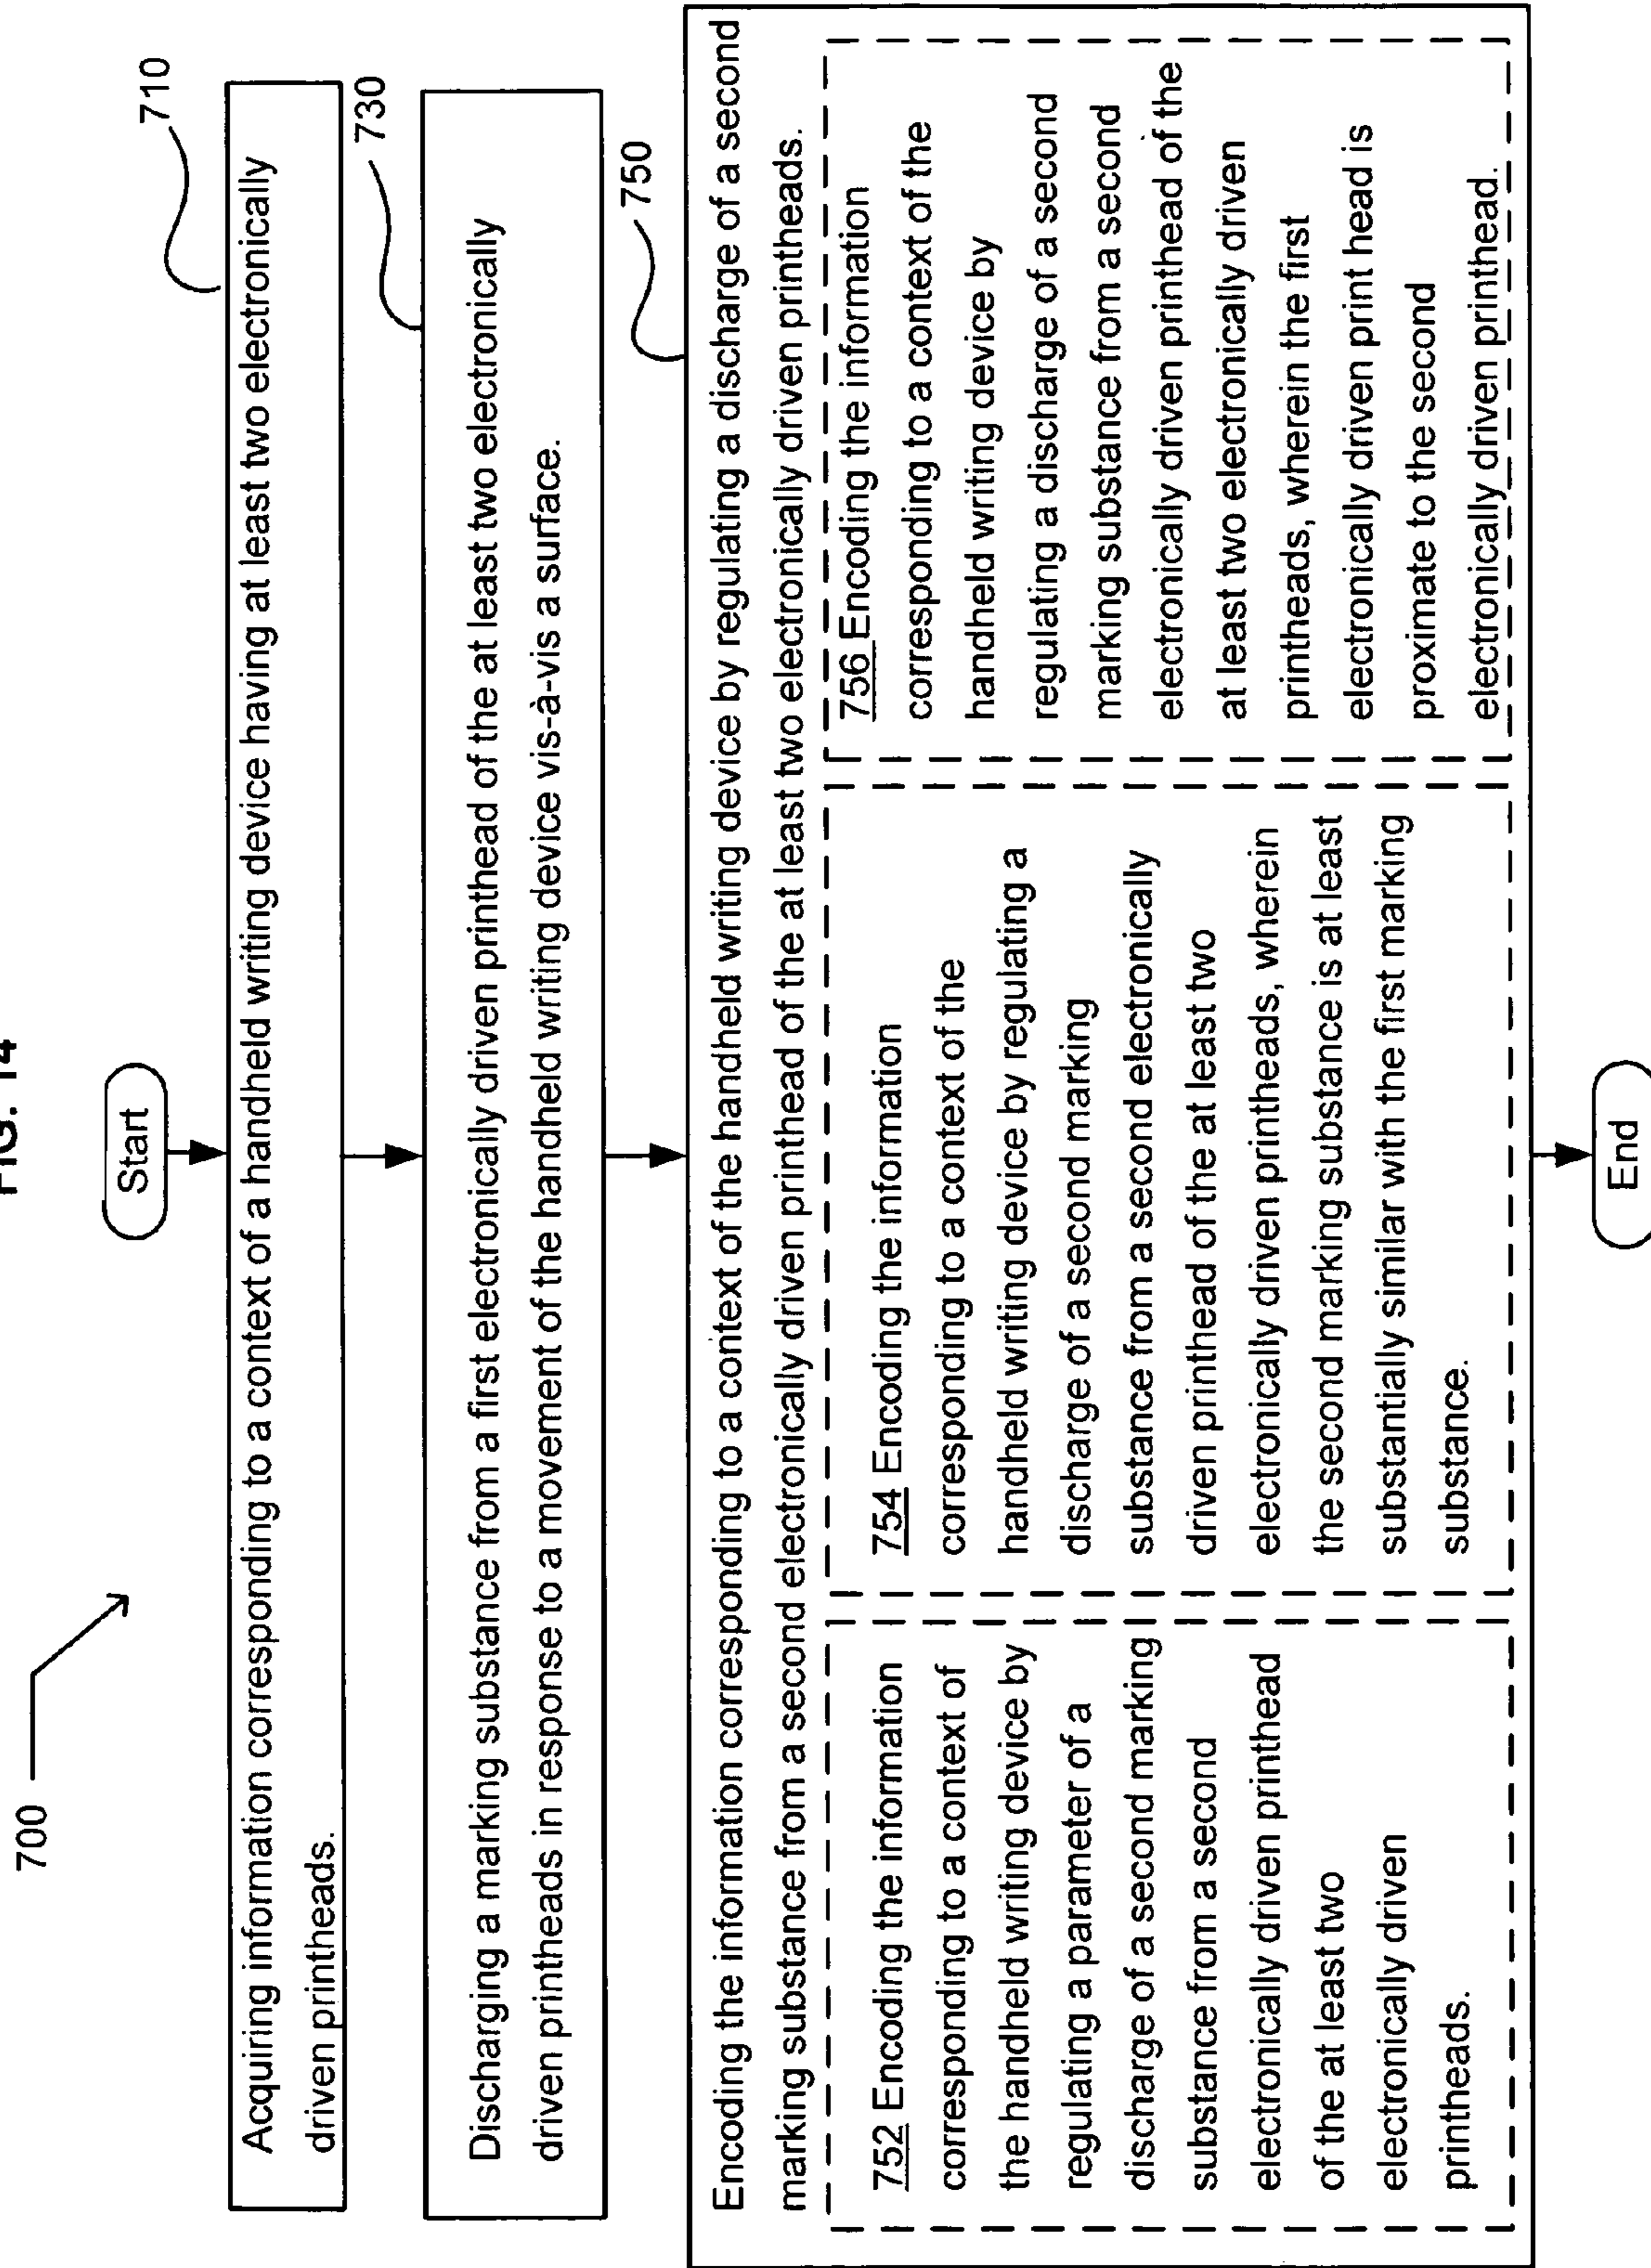 FIG. 14
700
Start
710
Acquiring information corresponding to a context of a handheld writing device having at least two electronically
driven printheads.
730
Discharging a marking substance from a first electronically driven printhead of the at least two electronically
driven printheads in response to a movement of the handheld writing device vis-à-vis a surface.
750
Encoding the information corresponding to a context of the handheld writing device by regulating a discharge of a second
marking substance from a second electronically driven printhead of the at least two electronically driven printheads.
752 Encoding the information
corresponding to a context of
the handheld writing device by
regulating a parameter of a
discharge of a second marking
substance from a second
electronically driven printhead
of the at least two
electronically driven
printheads.
754 Encoding the information
corresponding to a context of the
handheld writing device by regulating a
discharge of a second marking
substance from a second electronically
driven printhead of the at least two
electronically driven printheads, wherein
the second marking substance is at least
substantially similar with the first marking
substance.
756 Encoding the information
corresponding to a context of the
handheld writing device by
regulating a discharge of a second
marking substance from a second
electronically driven printhead of the
at least two electronically driven
printheads, wherein the first
electronically driven print head is
proximate to the second
electronically driven printhead.
End